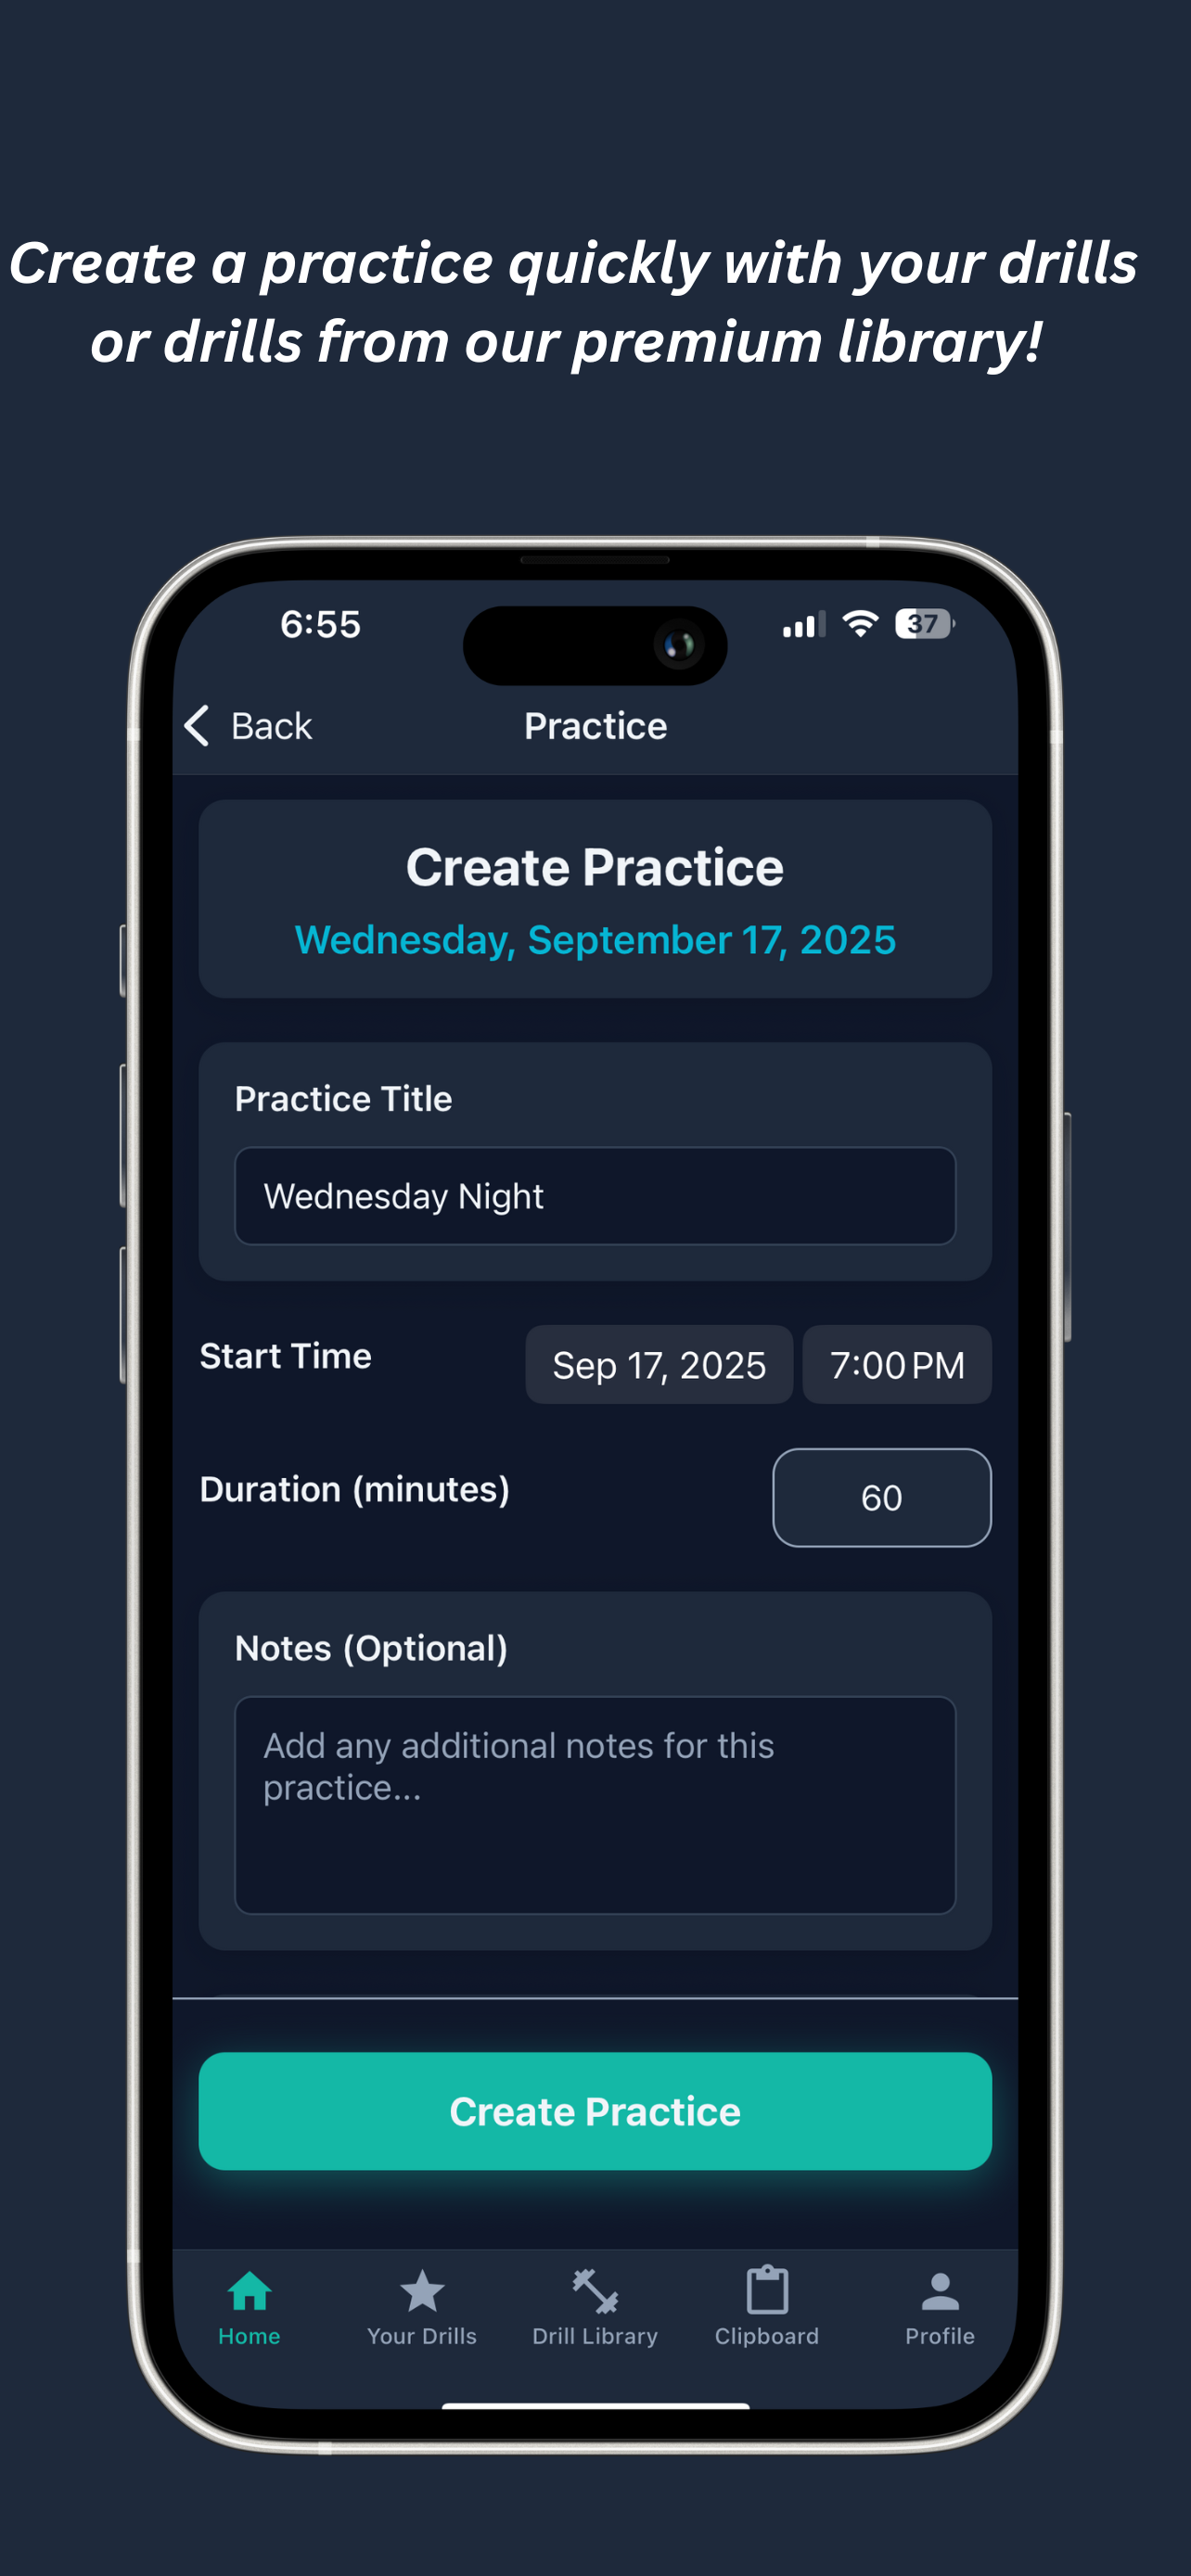 Create a practice quickly with your drills
or drills from our premium library!
6:55
37
Back
Practice
Create Practice
Wednesday, September 17, 2025
Practice Title
Wednesday Night
Start Time
Sep 17, 2025
7:00 PM
Duration (minutes)
60
Notes (Optional)
Add any additional notes for this
practice...
Create Practice
Home
Your Drills
Drill Library
Clipboard
Profile